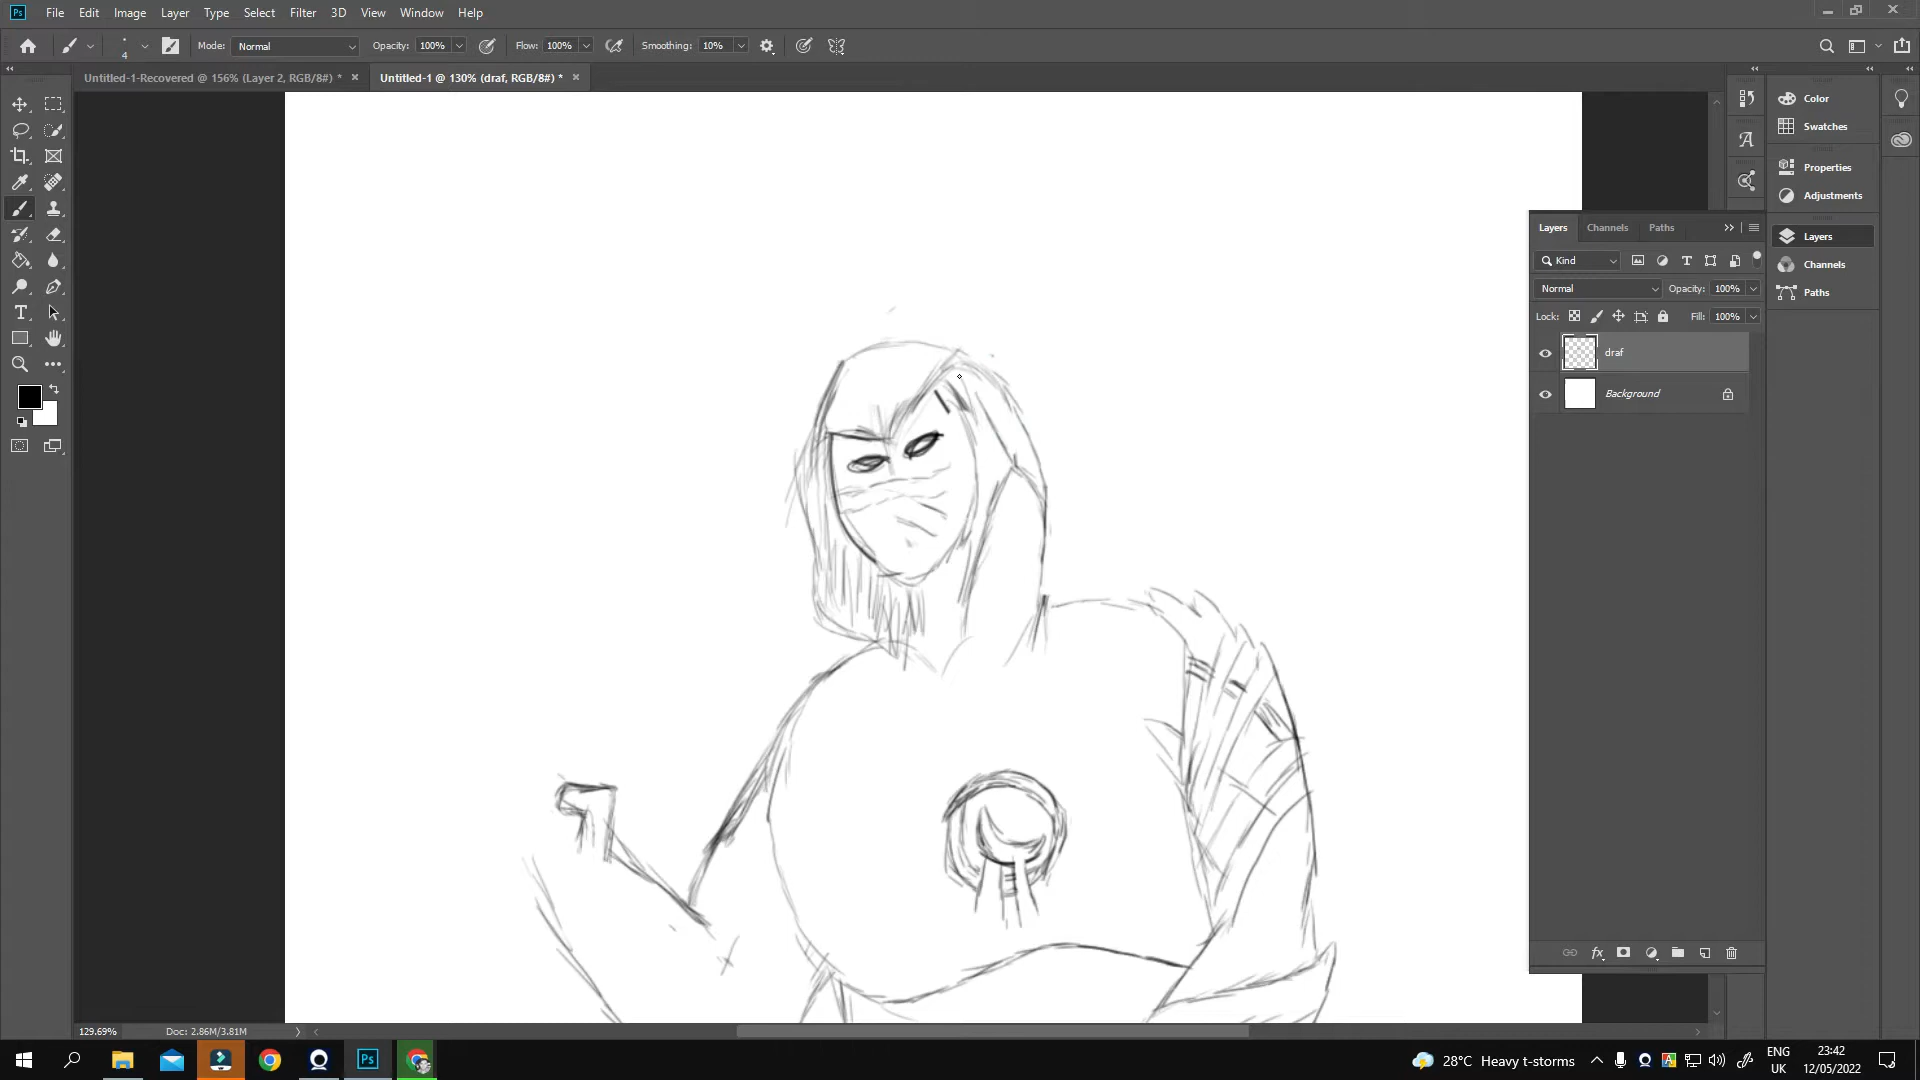 Ps File Edit Image Layer Type Select Filter 3D View Window Help
4 Mode: Normal Opacity: 100% Flow: 100% Smoothing: 10%
Untitled-1-Recovered @ 156% (Layer 2, RGB/8#) * × Untitled-1 @ 130% (draf, RGB/8#) * ×
Color
Swatches
Properties
Adjustments
Layers
Channels
Paths
Layers Channels Paths
Kind
Normal Opacity: 100%
Lock: Fill: 100%
draf
Background
fx
129.69% Doc: 2.86M/3.81M
Ps 28°C Heavy t-storms ENG 23:42
UK 12/05/2022